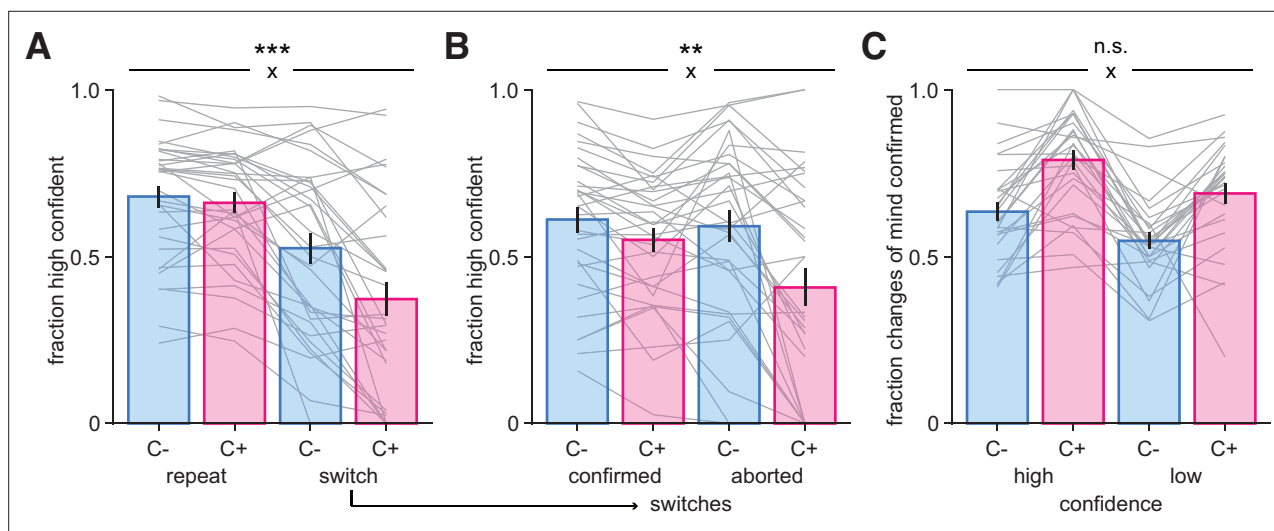 A
***
x
fraction high confident
1.0
0.5
0
C- C+ C- C+
repeat switch
B
**
x
fraction high confident
1.0
0.5
0
C- C+ C- C+
confirmed aborted
switches
C
n.s.
x
fraction changes of mind confirmed
1.0
0.5
0
C- C+ C- C+
high low
confidence